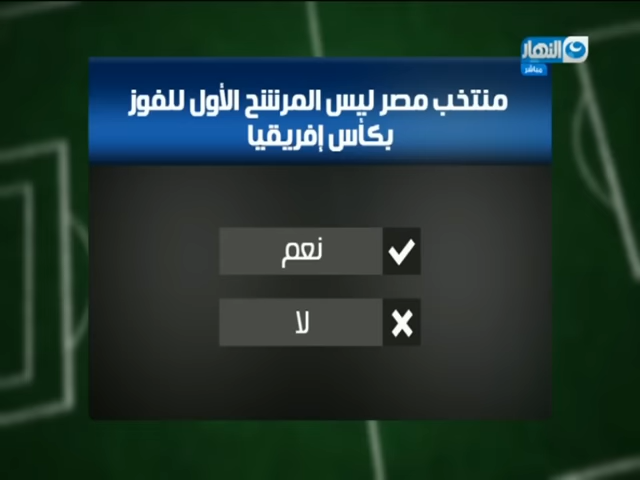 النهار
مباشر
منتخب مصر ليس المرشح الأول للفوز
بكأس إفريقيا
نعم
لا